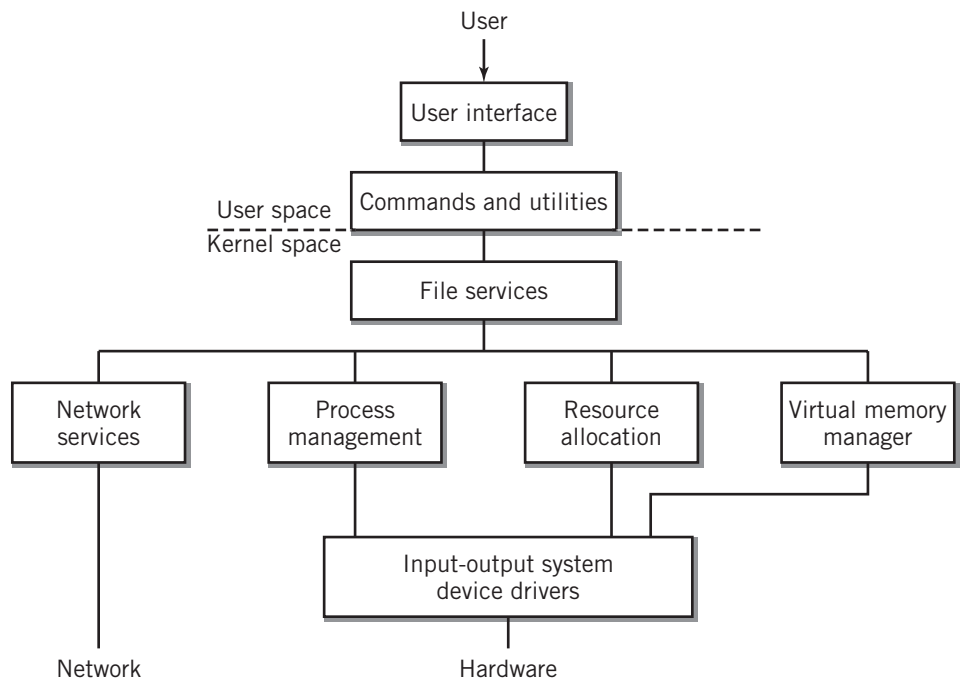 User
User interface
Commands and utilities
User space
Kernel space
File services
Network
services
Process
management
Resource
allocation
Virtual memory
manager
Input-output system
device drivers
Network
Hardware